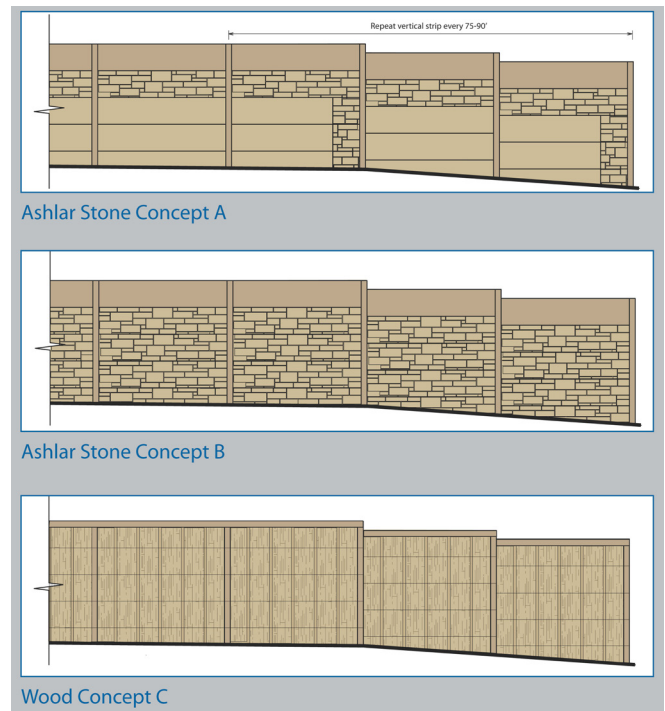 Repeat vertical strip every 75-90'
Ashlar Stone Concept A
Ashlar Stone Concept B
Wood Concept C